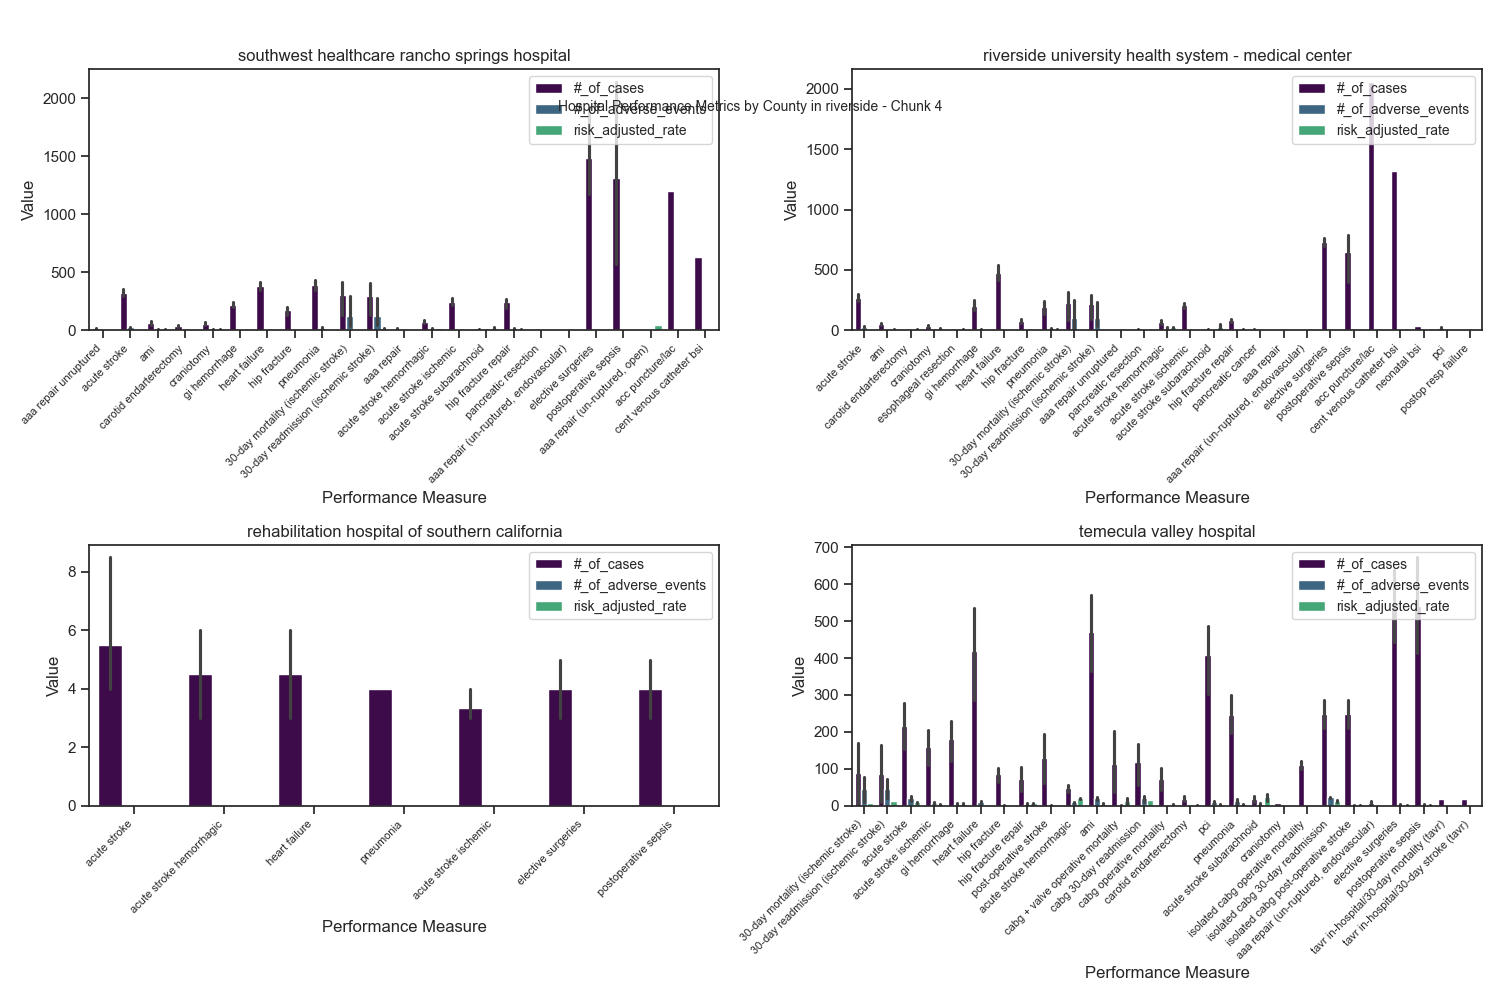 southwest healthcare rancho springs hospital
#_of_cases
#_of_adverse_events
risk_adjusted_rate
2000
1500
1000
500
0
Value
aaa repair unruptured
acute stroke
ami
carotid endarterectomy
craniotomy
gi hemorrhage
heart failure
hip fracture
pneumonia
30-day mortality (ischemic stroke)
30-day readmission (ischemic stroke)
aaa repair
acute stroke hemorrhagic
acute stroke ischemic
acute stroke subarachnoid
hip fracture repair
pancreatic resection
aaa repair (un-ruptured, endovascular)
elective surgeries
postoperative sepsis
aaa repair (un-ruptured, open)
acc puncture/lac
cent venous catheter bsi
Performance Measure
Hospital Performance Metrics by County in riverside - Chunk 4
riverside university health system - medical center
#_of_cases
#_of_adverse_events
risk_adjusted_rate
2000
1500
1000
500
0
Value
acute stroke
ami
carotid endarterectomy
craniotomy
esophageal resection
gi hemorrhage
heart failure
hip fracture
pneumonia
30-day mortality (ischemic stroke)
30-day readmission (ischemic stroke)
aaa repair unruptured
pancreatic resection
acute stroke hemorrhagic
acute stroke ischemic
acute stroke subarachnoid
hip fracture repair
pancreatic cancer
aaa repair
aaa repair (un-ruptured, endovascular)
elective surgeries
postoperative sepsis
acc puncture/lac
cent venous catheter bsi
neonatal bsi
pci
postop resp failure
Performance Measure
rehabilitation hospital of southern california
#_of_cases
#_of_adverse_events
risk_adjusted_rate
8
6
4
2
0
Value
acute stroke
acute stroke hemorrhagic
heart failure
pneumonia
acute stroke ischemic
elective surgeries
postoperative sepsis
Performance Measure
temecula valley hospital
#_of_cases
#_of_adverse_events
risk_adjusted_rate
700
600
500
400
300
200
100
0
Value
30-day mortality (ischemic stroke)
30-day readmission (ischemic stroke)
acute stroke
acute stroke ischemic
gi hemorrhage
heart failure
hip fracture
hip fracture repair
post-operative stroke
acute stroke hemorrhagic
ami
cabg + valve operative mortality
cabg 30-day readmission
cabg operative mortality
carotid endarterectomy
pci
pneumonia
acute stroke subarachnoid
craniotomy
isolated cabg operative mortality
isolated cabg 30-day readmission
isolated cabg post-operative stroke
aaa repair (un-ruptured, endovascular)
elective surgeries
postoperative sepsis
tavr in-hospital/30-day mortality (tavr)
tavr in-hospital/30-day stroke (tavr)
Performance Measure